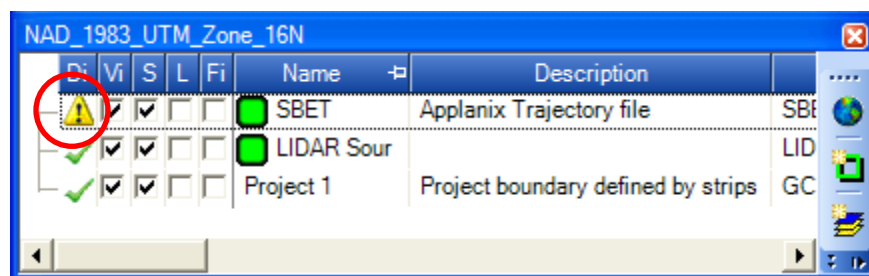 NAD_1983_UTM_Zone_16N
Di Vi S L Fi Name Description
SBET Applanix Trajectory file SBE
LIDAR Sour LID
Project 1 Project boundary defined by strips GC